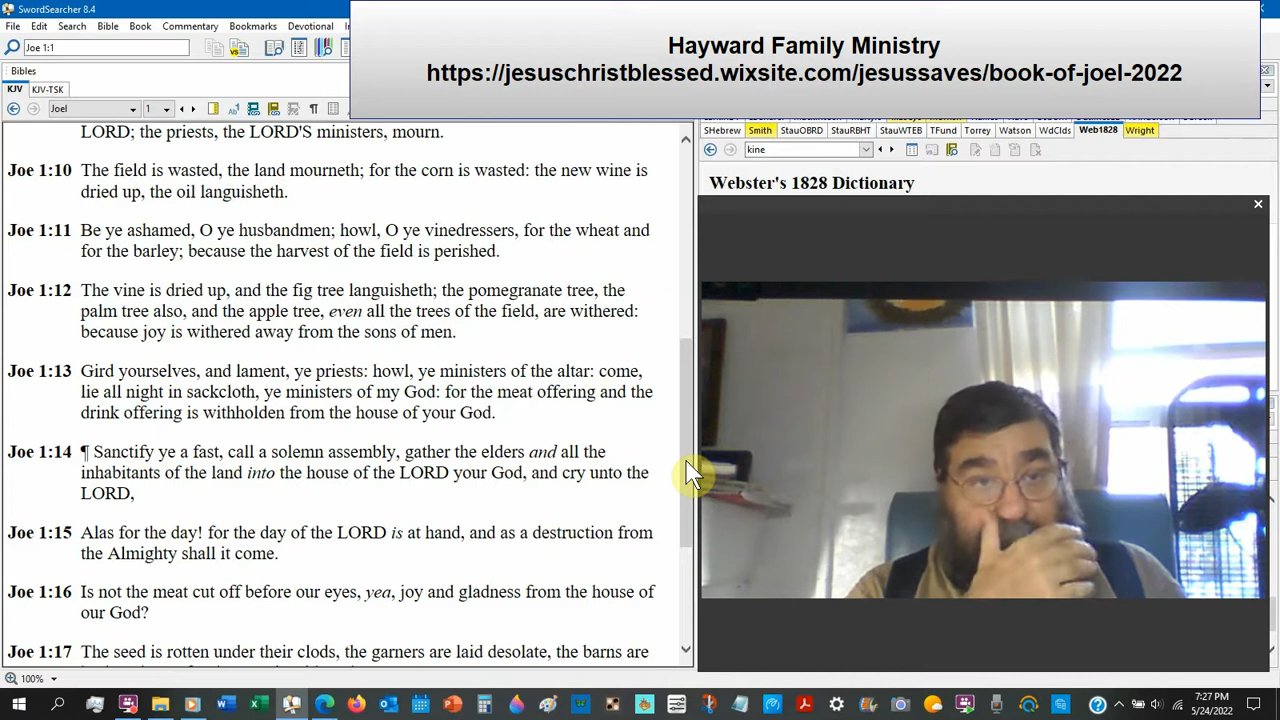 SwordSearcher 8.4
File Edit Search Bible Book Commentary Bookmarks Devotional
Hayward Family Ministry
https://jesuschristblessed.wixsite.com/jesussaves/book-of-joel-2022
Joe 1:1
Bibles
KJV KJV-TSK
Joel 1
LORD; the priests, the LORD'S ministers, mourn.
Joe 1:10 The field is wasted, the land mourneth; for the corn is wasted: the new wine is
dried up, the oil languisheth.
Joe 1:11 Be ye ashamed, O ye husbandmen; howl, O ye vinedressers, for the wheat and
for the barley; because the harvest of the field is perished.
Joe 1:12 The vine is dried up, and the fig tree languisheth; the pomegranate tree, the
palm tree also, and the apple tree, even all the trees of the field, are withered:
because joy is withered away from the sons of men.
Joe 1:13 Gird yourselves, and lament, ye priests: howl, ye ministers of the altar: come,
lie all night in sackcloth, ye ministers of my God: for the meat offering and the
drink offering is withholden from the house of your God.
Joe 1:14 ¶ Sanctify ye a fast, call a solemn assembly, gather the elders and all the
inhabitants of the land into the house of the LORD your God, and cry unto the
LORD,
Joe 1:15 Alas for the day! for the day of the LORD is at hand, and as a destruction from
the Almighty shall it come.
Joe 1:16 Is not the meat cut off before our eyes, yea, joy and gladness from the house of
our God?
Joe 1:17 The seed is rotten under their clods, the garners are laid desolate, the barns are
100%
SHebrew Smith StauOBRD StauRBHT StauWTEB TFund Torrey Watson WdClds Web1828 Wright
kine
Webster's 1828 Dictionary
7:27 PM
5/24/2022